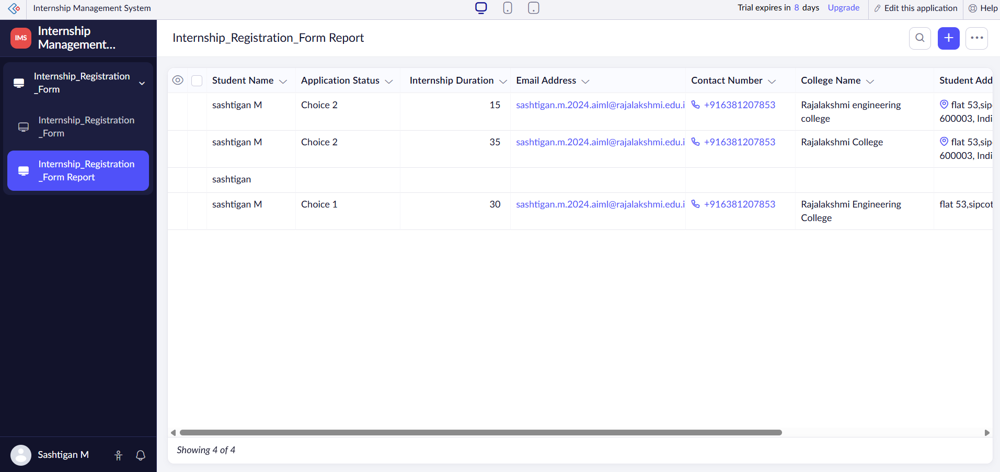 Internship Management System
Trial expires in 8 days Upgrade
Edit this application
Help
IMS
Internship
Management...
Internship_Registration
_Form
Internship_Registration
_Form
Internship_Registration
_Form Report
Sashtigan M
Internship_Registration_Form Report
Student Name Application Status Internship Duration Email Address Contact Number College Name Student Add
sashtigan M Choice 2 15 sashtigan.m.2024.aiml@rajalakshmi.edu.i +916381207853 Rajalakshmi engineering flat 53,sipc
college 600003, Indi
sashtigan M Choice 2 35 sashtigan.m.2024.aiml@rajalakshmi.edu.i +916381207853 Rajalakshmi College flat 53,sip
600003, Indi
sashtigan
sashtigan M Choice 1 30 sashtigan.m.2024.aiml@rajalakshmi.edu.i +916381207853 Rajalakshmi Engineering flat 53,sipcot
College
Showing 4 of 4